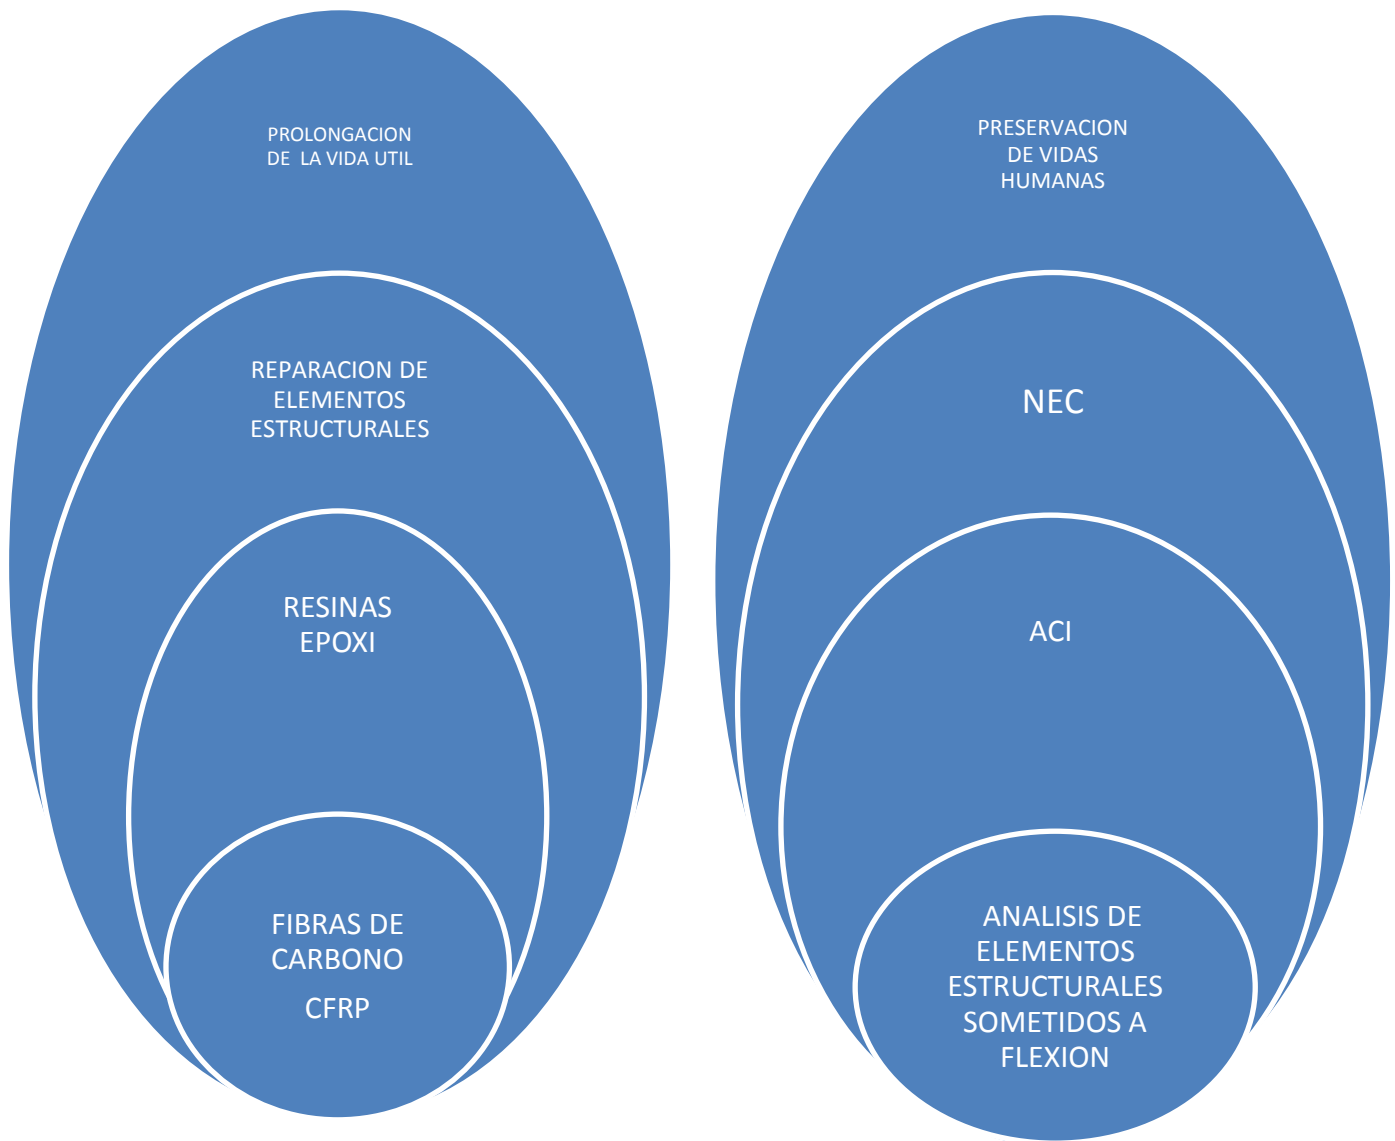 PROLONGACION
DE LA VIDA UTIL
REPARACION DE
ELEMENTOS
ESTRUCTURALES
RESINAS
EPOXI
FIBRAS DE
CARBONO
CFRP
PRESERVACION
DE VIDAS
HUMANAS
NEC
ACI
ANALISIS DE
ELEMENTOS
ESTRUCTURALES
SOMETIDOS A
FLEXION